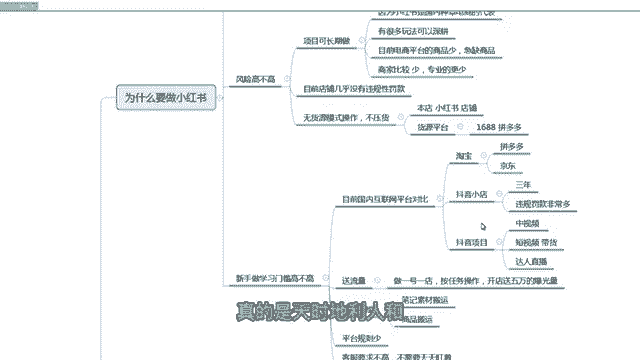 为什么要做小红书
风险高不高
项目可长期做
有很多玩法可以深耕
目前电商平台的商品少，急缺商品
商家比较 少，专业的更少
目前店铺几乎没有违规性罚款
无货源模式操作，不压货
本店 小红书 店铺
货源平台
1688 拼多多
新手做学习门槛高不高
目前国内互联网平台对比
淘宝
拼多多
京东
抖音小店
三年
违规罚款非常多
抖音项目
中视频
短视频 带货
达人直播
送流量
做一号一店，按任务操作，开店送五万的曝光量
笔记素材搬运
商品搬运
平台规则少
真的是天时地利人和